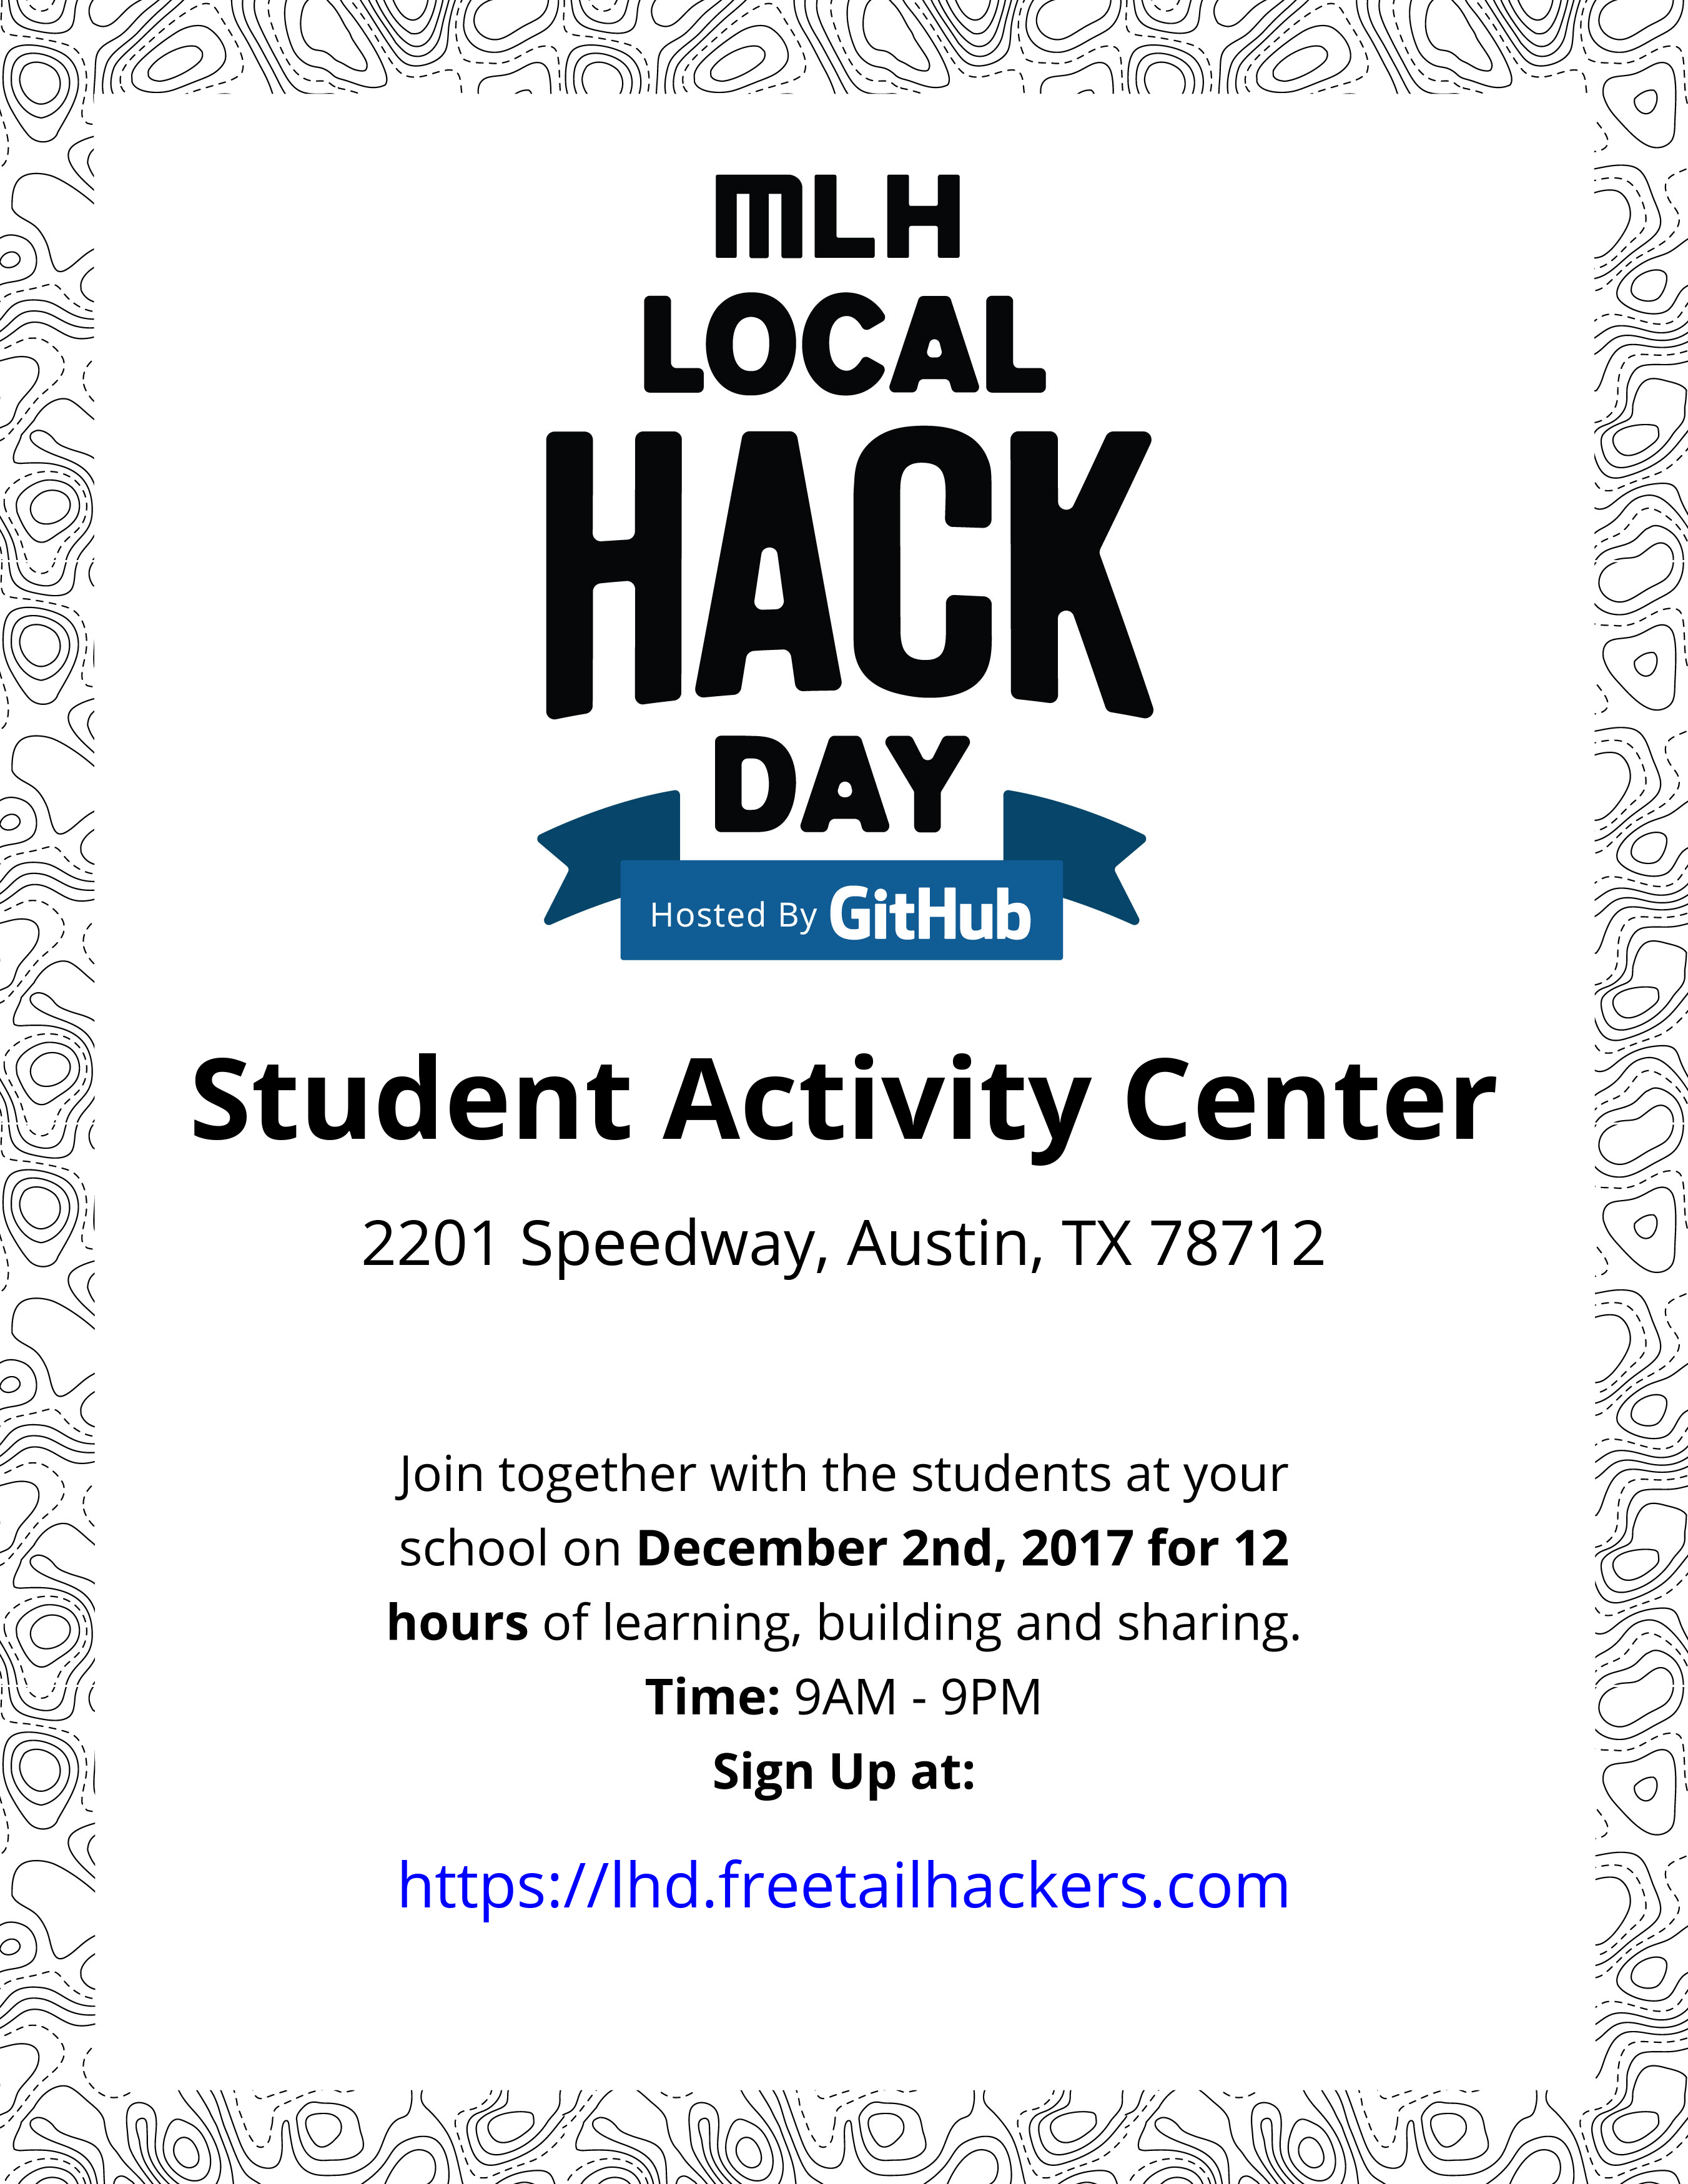 MLH
LOCAL
HACK
DAY
Hosted By GitHub
Student Activity Center
2201 Speedway, Austin, TX 78712
Join together with the students at your
school on December 2nd, 2017 for 12
hours of learning, building and sharing.
Time: 9AM - 9PM
Sign Up at:
https://lhd.freetailhackers.com